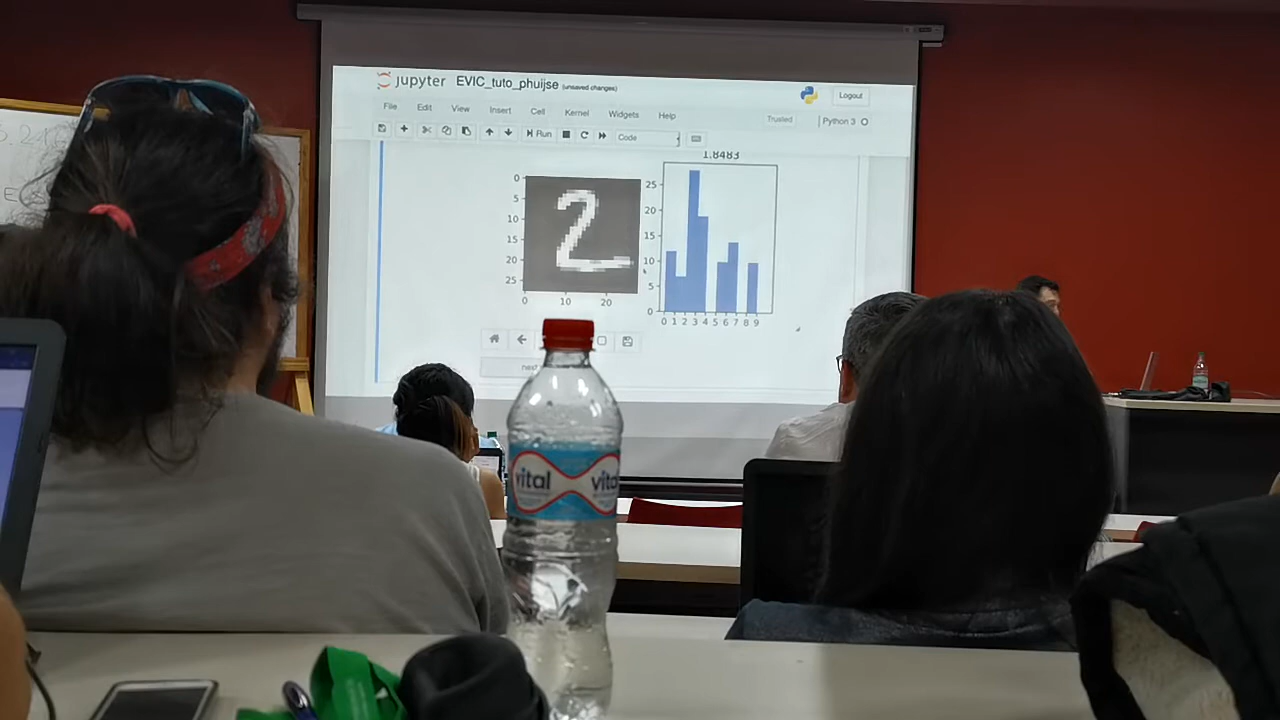 jupyter EVIC_tuto_phuijse (unsaved changes)
Logout
File Edit View Insert Cell Kernel Widgets Help
Trusted
Python 3
Run
Code
1.8483
0
5
10
15
20
25
0 10 20
2
25
20
15
10
5
0
0 1 2 3 4 5 6 7 8 9
next
vital vital